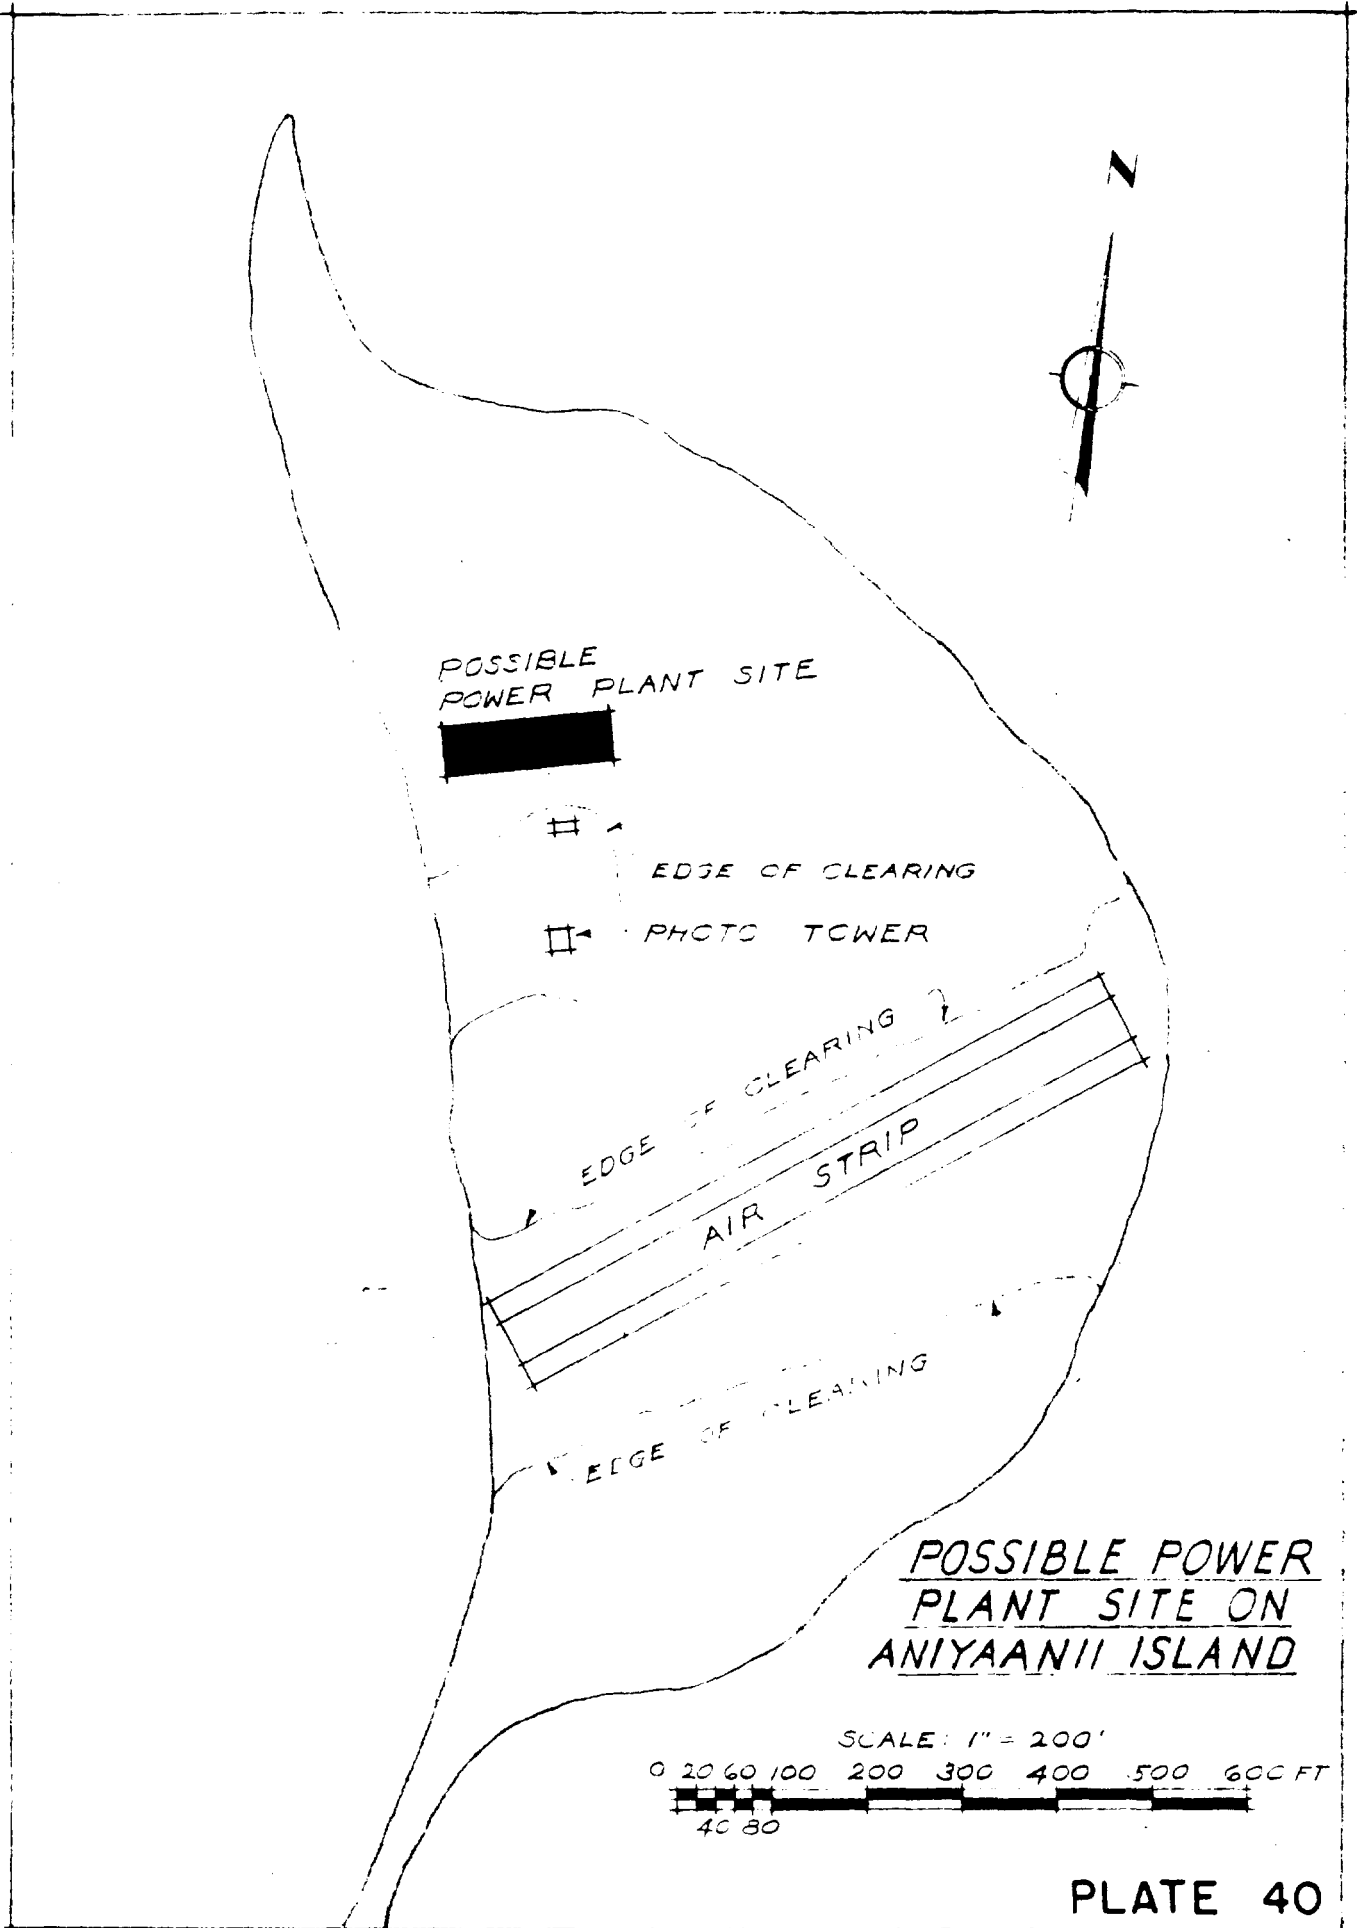 N
POSSIBLE
POWER PLANT SITE
EDGE OF CLEARING
PHOTO TOWER
EDGE OF CLEARING
AIR STRIP
EDGE OF CLEARING
POSSIBLE POWER
PLANT SITE ON
ANIYAANII ISLAND
SCALE: 1" = 200'
0 20 60 100 200 300 400 500 600 FT
40 80
PLATE 40